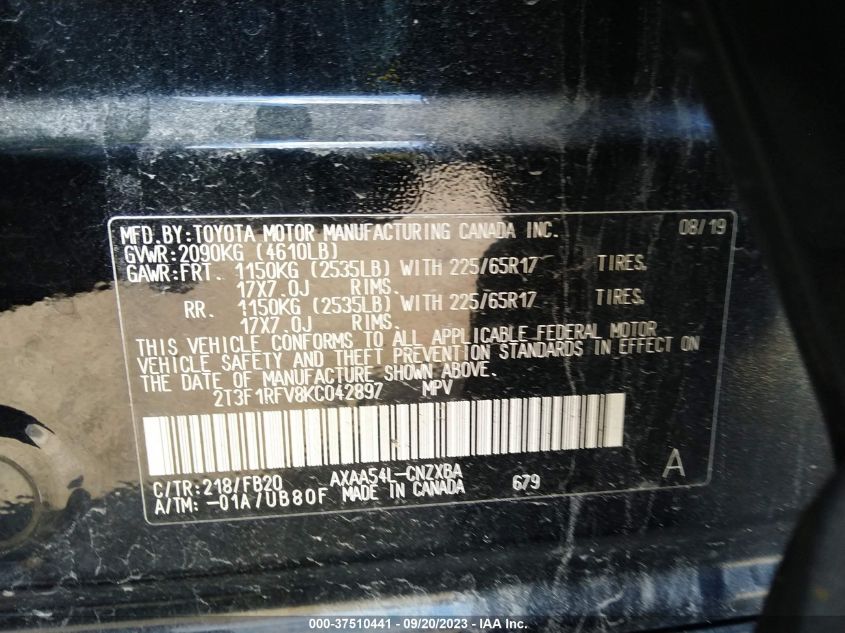 MFD.BY:TOYOTA MOTOR MANUFACTURING CANADA INC. 08/19
GVWR:2090KG (4610LB)
GAWR:FRT. 1150KG (2535LB) WITH 225/65R17 TIRES.
17X7.0J RIMS.
RR. 1150KG (2535LB) WITH 225/65R17 TIRES.
17X7.0J RIMS.
THIS VEHICLE CONFORMS TO ALL APPLICABLE FEDERAL MOTOR
VEHICLE SAFETY AND THEFT PREVENTION STANDARDS IN EFFECT ON
THE DATE OF MANUFACTURE SHOWN ABOVE.
2T3F1RFV8KC042897 MPV
C/TR:218/FB20 AXAA54L-CNZXBA 679 A
A/TM:-01A/UB80F MADE IN CANADA
000-37510441 - 09/20/2023 - IAA Inc.